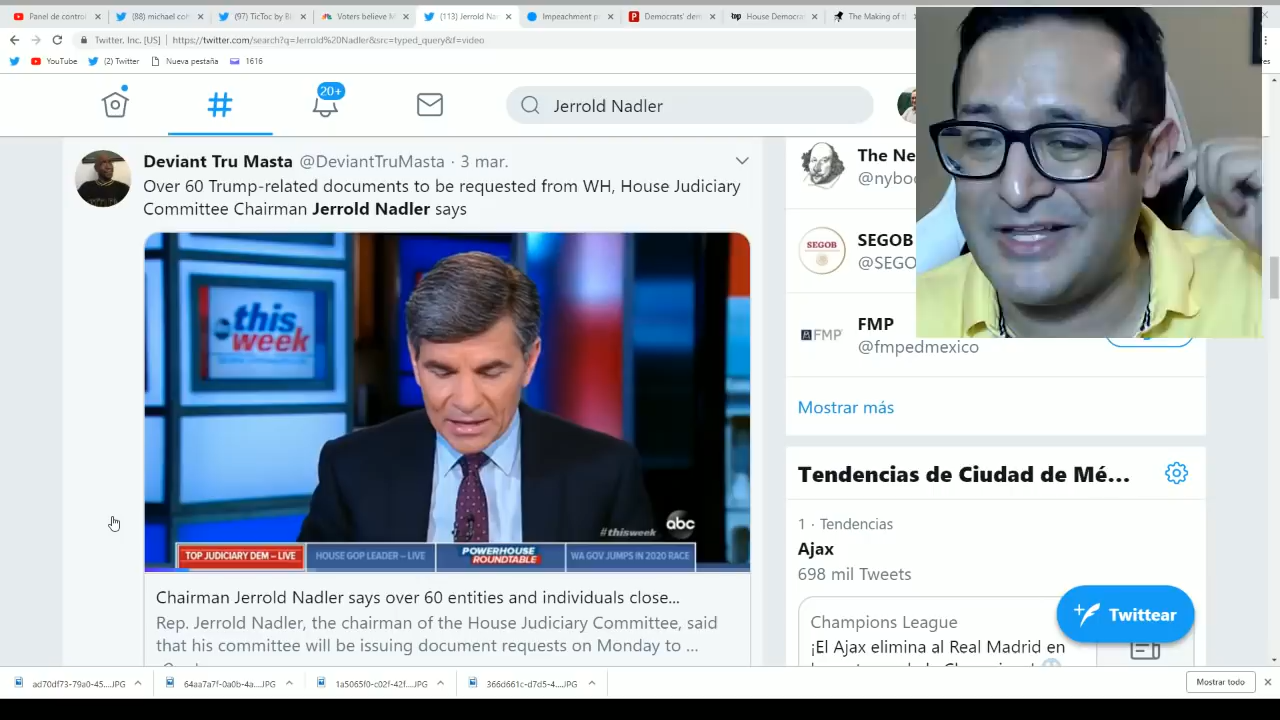 Panel de contro
(88) michael coh
(97) TicToc by Bl
Voters believe M
(113) Jerrold Nad
Impeachment p
Democrats' dem
House Democra
The Making of t
Twitter, Inc. [US]
https://twitter.com/search?q=Jerrold%20Nadler&src=typed_query&f=video
YouTube
(2) Twitter
Nueva pestaña
1616
20+
Jerrold Nadler
Deviant Tru Masta @DeviantTruMasta · 3 mar.
Over 60 Trump-related documents to be requested from WH, House Judiciary
Committee Chairman Jerrold Nadler says
this
week
#thisweek
abc
TOP JUDICIARY DEM – LIVE
HOUSE GOP LEADER – LIVE
POWERHOUSE
ROUNDTABLE
WA GOV JUMPS IN 2020 RACE
Chairman Jerrold Nadler says over 60 entities and individuals close...
Rep. Jerrold Nadler, the chairman of the House Judiciary Committee, said
that his committee will be issuing document requests on Monday to ...
The Ne
@nyboo
SEGOB
SEGOB
@SEGO
FMP
FMP
@fmpedmexico
Mostrar más
Tendencias de Ciudad de Mé...
1 · Tendencias
Ajax
698 mil Tweets
Champions League
¡El Ajax elimina al Real Madrid en
Twittear
ad70df73-79a0-45....JPG
64aa7a7f-0a0b-4a....JPG
1a5065f0-c02f-42f....JPG
366d661c-d7d5-4....JPG
Mostrar todo